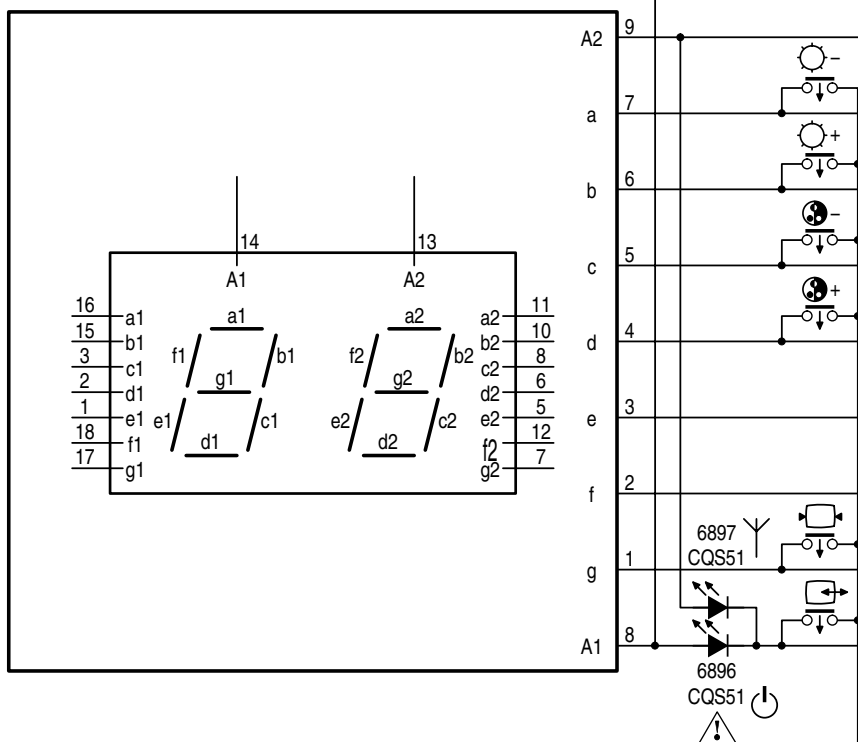 A2 9
−
a 7
+
b 6
−
c 5
+
d 4
e 3
f 2
g 1
A1 8
14 13
A1 A2
16 a1
15 b1
3 c1
2 d1
1 e1
18 f1
17 g1
a1
f1 b1
g1
e1 c1
d1
a2
f2 b2
g2
e2 c2
d2
a2 11
b2 10
c2 8
d2 6
e2 5
f2 12
g2 7
6897
CQS51
6896
CQS51
!